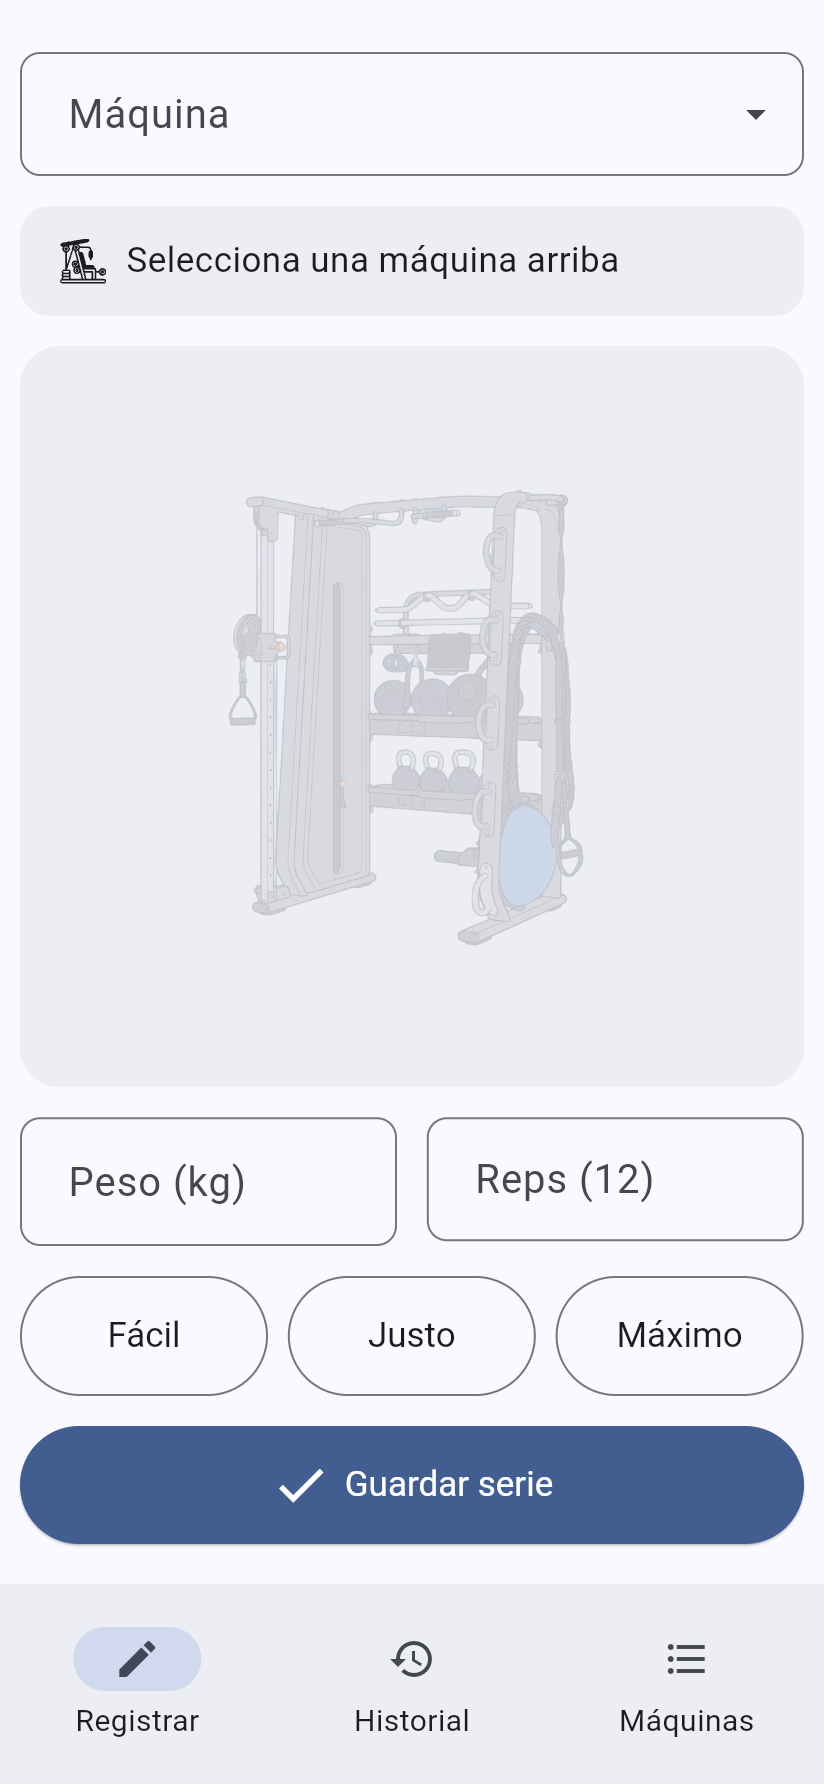 Máquina
Selecciona una máquina arriba
Peso (kg)
Reps (12)
Fácil
Justo
Máximo
Guardar serie
Registrar
Historial
Máquinas